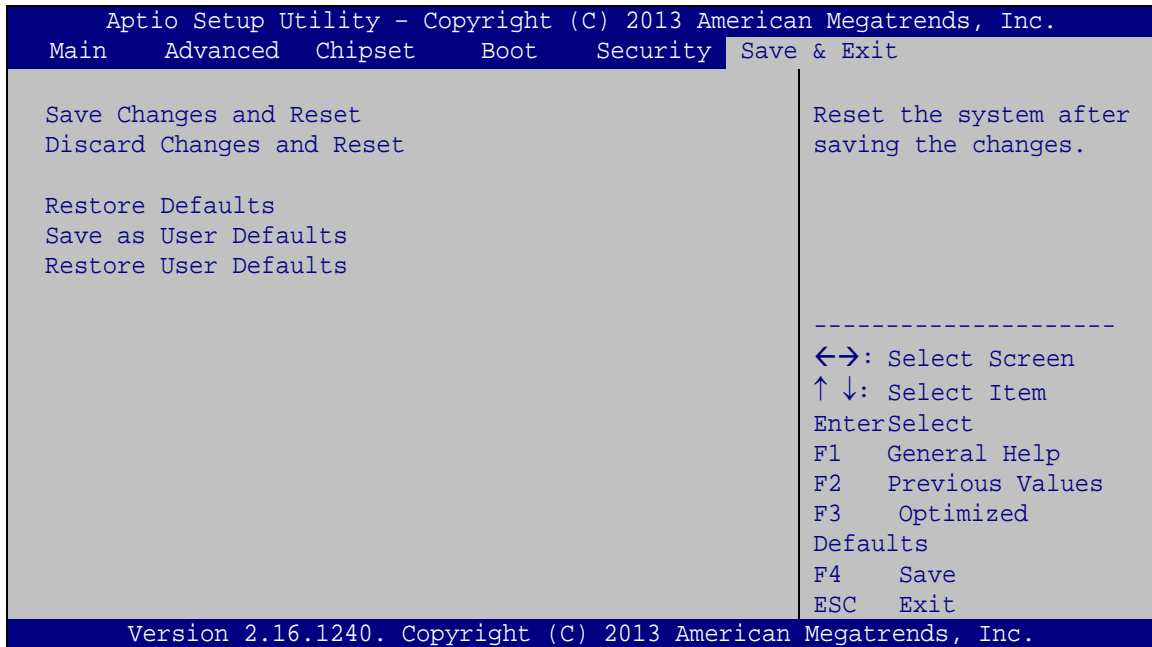 Aptio Setup Utility – Copyright (C) 2013 American Megatrends, Inc.
Main Advanced Chipset Boot Security Save & Exit
Save Changes and Reset
Discard Changes and Reset
Restore Defaults
Save as User Defaults
Restore User Defaults
Reset the system after
saving the changes.
---------------------
←→: Select Screen
↑ ↓: Select Item
EnterSelect
F1 General Help
F2 Previous Values
F3 Optimized
Defaults
F4 Save
ESC Exit
Version 2.16.1240. Copyright (C) 2013 American Megatrends, Inc.